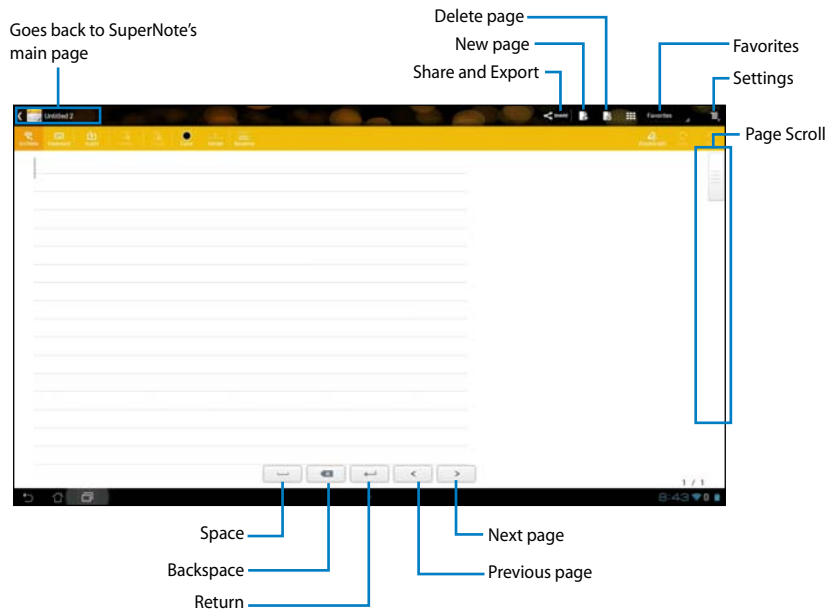 Delete page
Goes back to SuperNote's
main page
New page
Favorites
Share and Export
Settings
Untitled 2
Favorites
Page Scroll
1 / 1
8:43
Space
Next page
Backspace
Previous page
Return